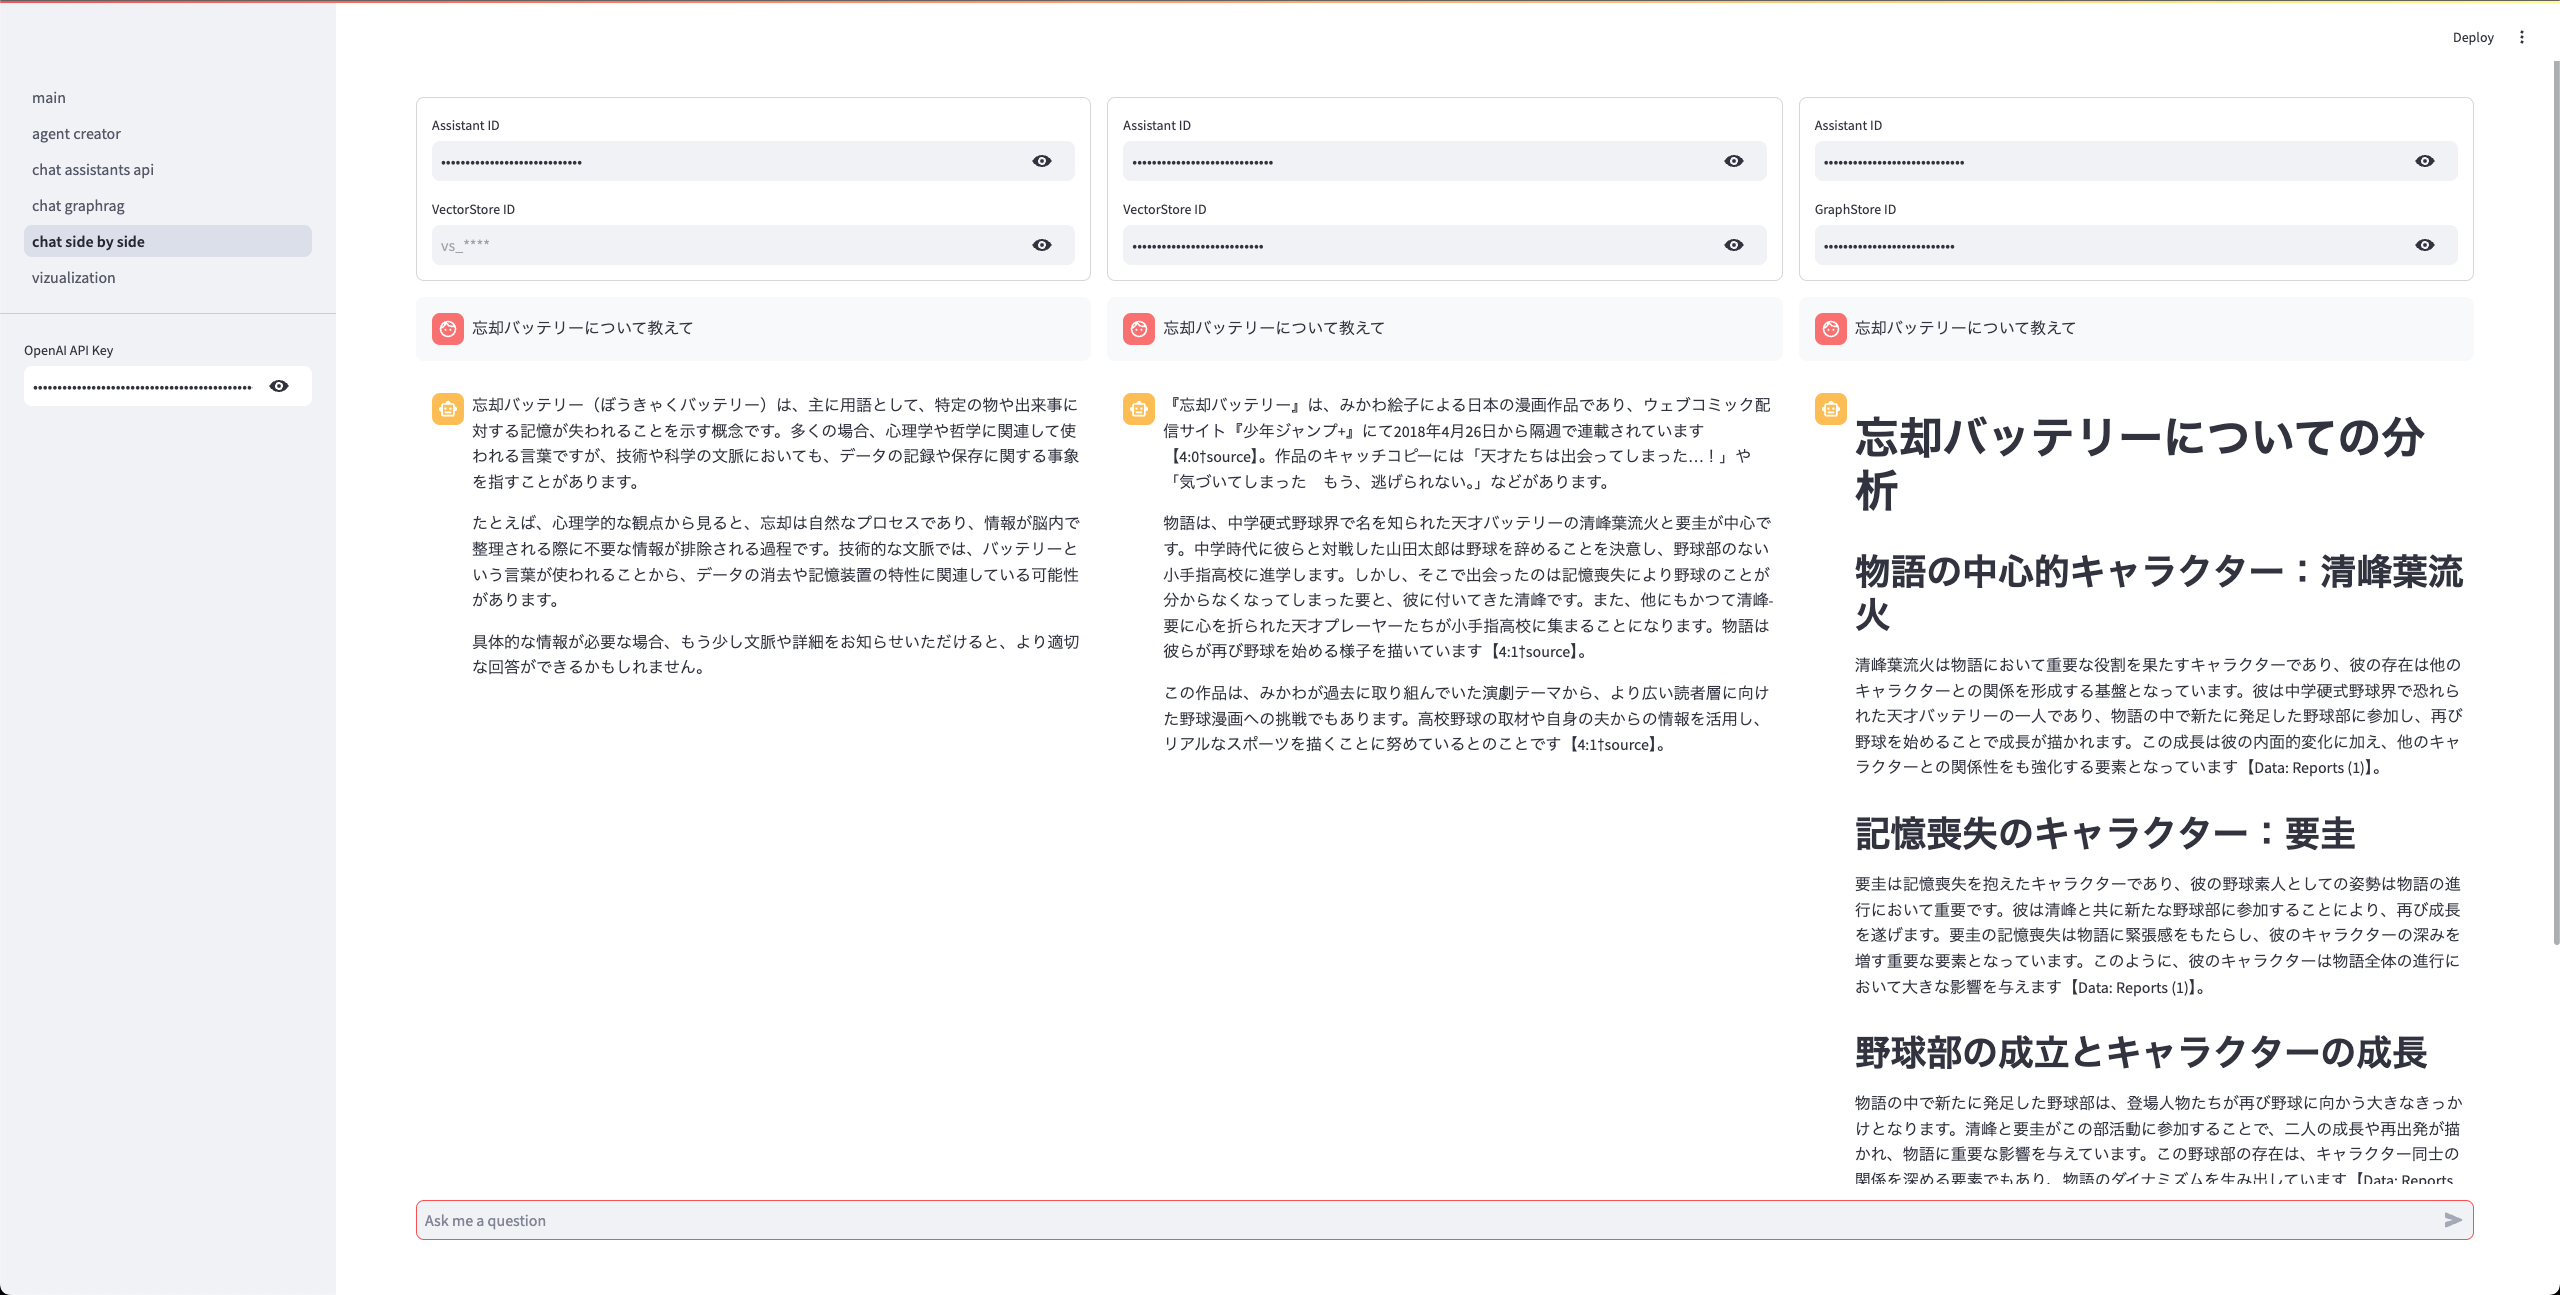 Deploy
main
agent creator
chat assistants api
chat graphrag
chat side by side
vizualization
OpenAI API Key
Assistant ID
VectorStore ID
vs_****
忘却バッテリーについて教えて
忘却バッテリー（ぼうきゃくバッテリー）は、主に用語として、特定の物や出来事に
対する記憶が失われることを示す概念です。多くの場合、心理学や哲学に関連して使
われる言葉ですが、技術や科学の文脈においても、データの記録や保存に関する事象
を指すことがあります。
たとえば、心理学的な観点から見ると、忘却は自然なプロセスであり、情報が脳内で
整理される際に不要な情報が排除される過程です。技術的な文脈では、バッテリーと
いう言葉が使われることから、データの消去や記憶装置の特性に関連している可能性
があります。
具体的な情報が必要な場合、もう少し文脈や詳細をお知らせいただけると、より適切
な回答ができるかもしれません。
Assistant ID
VectorStore ID
忘却バッテリーについて教えて
『忘却バッテリー』は、みかわ絵子による日本の漫画作品であり、ウェブコミック配
信サイト『少年ジャンプ+』にて2018年4月26日から隔週で連載されています
【4:0†source】。作品のキャッチコピーには「天才たちは出会ってしまった…！」や
「気づいてしまった　もう、逃げられない。」などがあります。
物語は、中学硬式野球界で名を知られた天才バッテリーの清峰葉流火と要圭が中心で
す。中学時代に彼らと対戦した山田太郎は野球を辞めることを決意し、野球部のない
小手指高校に進学します。しかし、そこで出会ったのは記憶喪失により野球のことが
分からなくなってしまった要と、彼に付いてきた清峰です。また、他にもかつて清峰-
要に心を折られた天才プレーヤーたちが小手指高校に集まることになります。物語は
彼らが再び野球を始める様子を描いています【4:1†source】。
この作品は、みかわが過去に取り組んでいた演劇テーマから、より広い読者層に向け
た野球漫画への挑戦でもあります。高校野球の取材や自身の夫からの情報を活用し、
リアルなスポーツを描くことに努めているとのことです【4:1†source】。
Assistant ID
GraphStore ID
忘却バッテリーについて教えて
忘却バッテリーについての分
析
物語の中心的キャラクター：清峰葉流
火
清峰葉流火は物語において重要な役割を果たすキャラクターであり、彼の存在は他の
キャラクターとの関係を形成する基盤となっています。彼は中学硬式野球界で恐れら
れた天才バッテリーの一人であり、物語の中で新たに発足した野球部に参加し、再び
野球を始めることで成長が描かれます。この成長は彼の内面的変化に加え、他のキャ
ラクターとの関係性をも強化する要素となっています【Data: Reports (1)】。
記憶喪失のキャラクター：要圭
要圭は記憶喪失を抱えたキャラクターであり、彼の野球素人としての姿勢は物語の進
行において重要です。彼は清峰と共に新たな野球部に参加することにより、再び成長
を遂げます。要圭の記憶喪失は物語に緊張感をもたらし、彼のキャラクターの深みを
増す重要な要素となっています。このように、彼のキャラクターは物語全体の進行に
おいて大きな影響を与えます【Data: Reports (1)】。
野球部の成立とキャラクターの成長
物語の中で新たに発足した野球部は、登場人物たちが再び野球に向かう大きなきっか
けとなります。清峰と要圭がこの部活動に参加することで、二人の成長や再出発が描
かれ、物語に重要な影響を与えています。この野球部の存在は、キャラクター同士の
関係を深める要素でもあり、物語のダイナミズムを生み出しています【Data: Reports
Ask me a question